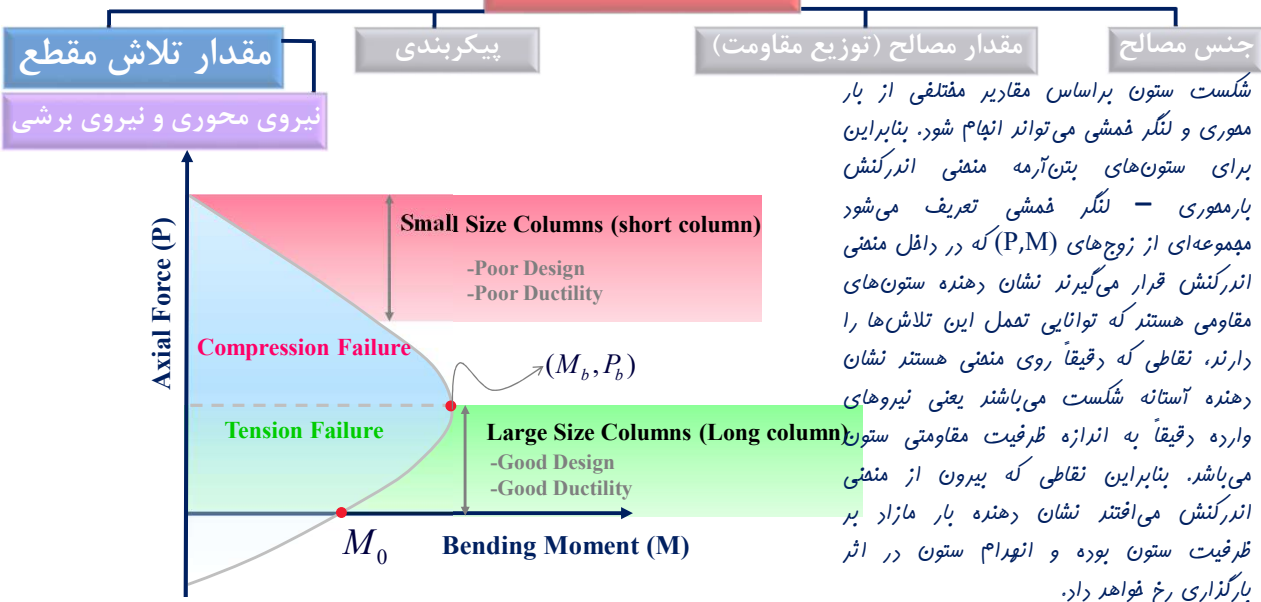 جنس مصالح
مقدار مصالح (توزیع مقاومت)
پیکربندی
مقدار تلاش مقطع
نیروی محوری و نیروی برشی
شکست ستون براساس مقادیر مختلفی از بار
محوری و لنگر خمشی می‌تواند انجام شود. بنابراین
برای ستون‌های بتن‌آرمه منحنی اندرکنش
بارمحوری – لنگر خمشی تعریف می‌شود
مجموعه‌ای از زوج‌های (P,M) که در داخل منحنی
اندرکنش قرار می‌گیرند نشان دهنده ستون‌های
مقاومی هستند که توانایی تحمل این تلاش‌ها را
دارند، نقاطی که دقیقاً روی منحنی هستند نشان
دهنده آستانه شکست می‌باشند یعنی نیروهای
وارده دقیقاً به اندازه ظرفیت مقاومتی ستون
می‌باشد. بنابراین نقاطی که بیرون از منحنی
اندرکنش می‌افتند نشان دهنده بار مازاد بر
ظرفیت ستون بوده و انهدام ستون در اثر
بارگذاری رخ خواهد داد.
Axial Force (P)
Small Size Columns (short column)
-Poor Design
-Poor Ductility
Compression Failure
(M_b, P_b)
Tension Failure
Large Size Columns (Long column)
-Good Design
-Good Ductility
M_0
Bending Moment (M)